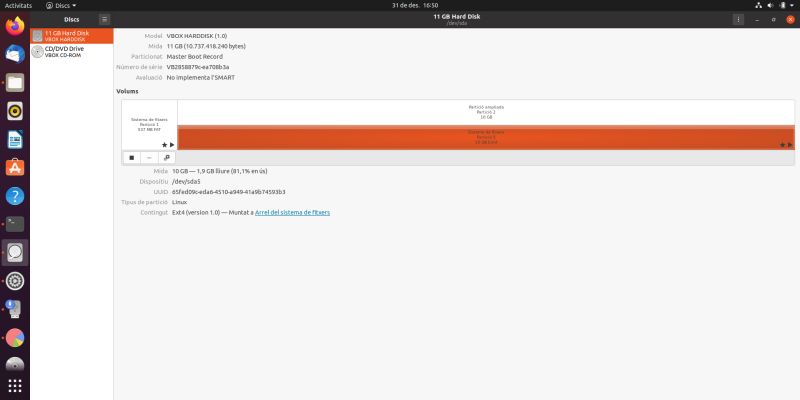 Activitats
Discs
31 de des. 16:50
Discs
11 GB Hard Disk
/dev/sda
11 GB Hard Disk
VBOX HARDDISK
CD/DVD Drive
VBOX CD-ROM
Model VBOX HARDDISK (1.0)
Mida 11 GB (10.737.418.240 bytes)
Particionat Master Boot Record
Número de sèrie VB2858879c-ea708b3a
Avaluació No implementa l'SMART
Volums
Sistema de fitxers
Partició 1
537 MB FAT
Partició ampliada
Partició 2
10 GB
Sistema de fitxers
Partició 5
10 GB Ext4
Mida 10 GB — 1,9 GB lliure (81,1% en ús)
Dispositiu /dev/sda5
UUID 65fed09c-eda6-4510-a949-41a9b74593b3
Tipus de partició Linux
Contingut Ext4 (version 1.0) — Muntat a Arrel del sistema de fitxers